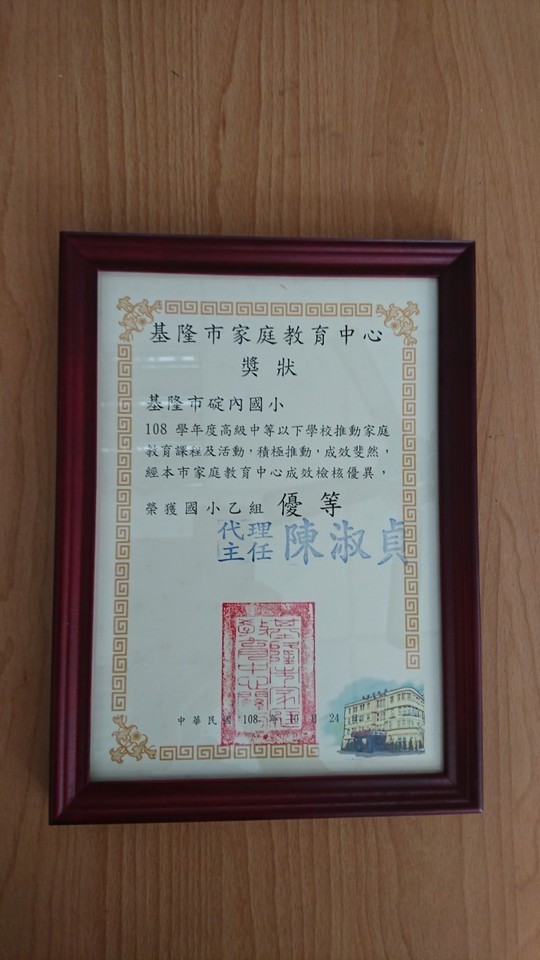 基隆市家庭教育中心
獎狀
基隆市碇內國小
108 學年度高級中等以下學校推動家庭
教育課程及活動，積極推動，成效斐然，
經本市家庭教育中心成效檢核優異，
榮獲國小乙組 優等
代理
主任 陳淑貞
中華民國 108 年 10 月 24